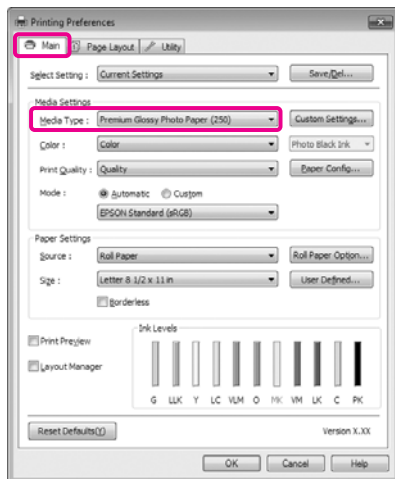 Printing Preferences
Main Page Layout Utility
Select Setting : Current Settings Save/Del...
Media Settings
Media Type : Premium Glossy Photo Paper (250) Custom Settings...
Color : Color Photo Black Ink
Print Quality : Quality Paper Config...
Mode : Automatic Custom
EPSON Standard (sRGB)
Paper Settings
Source : Roll Paper Roll Paper Option...
Size : Letter 8 1/2 x 11 in User Defined...
Borderless
Print Preview
Layout Manager
Ink Levels
G LLK Y LC VLM O MK VM LK C PK
Reset Defaults(Y) Version X.XX
OK Cancel Help